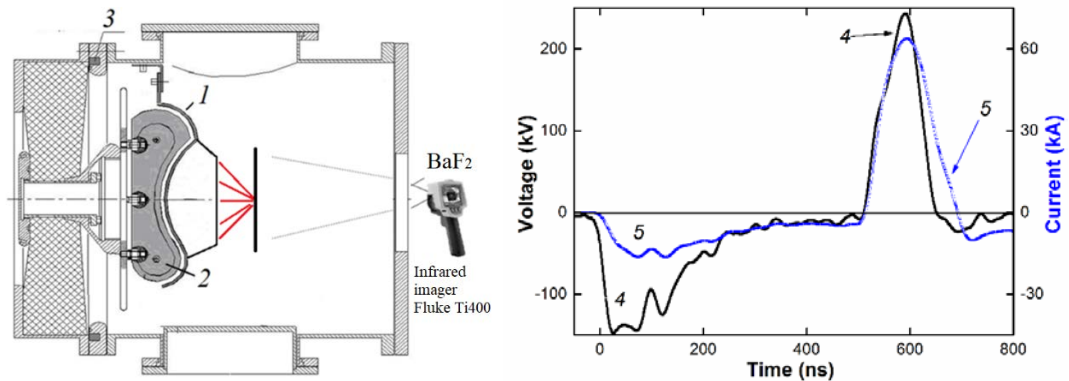 3
1
2
BaF2
Infrared
imager
Fluke Ti400
Voltage (kV)
200
100
0
-100
4
5
5
4
0 200 400 600 800
Time (ns)
60
30
0
-30
Current (kA)